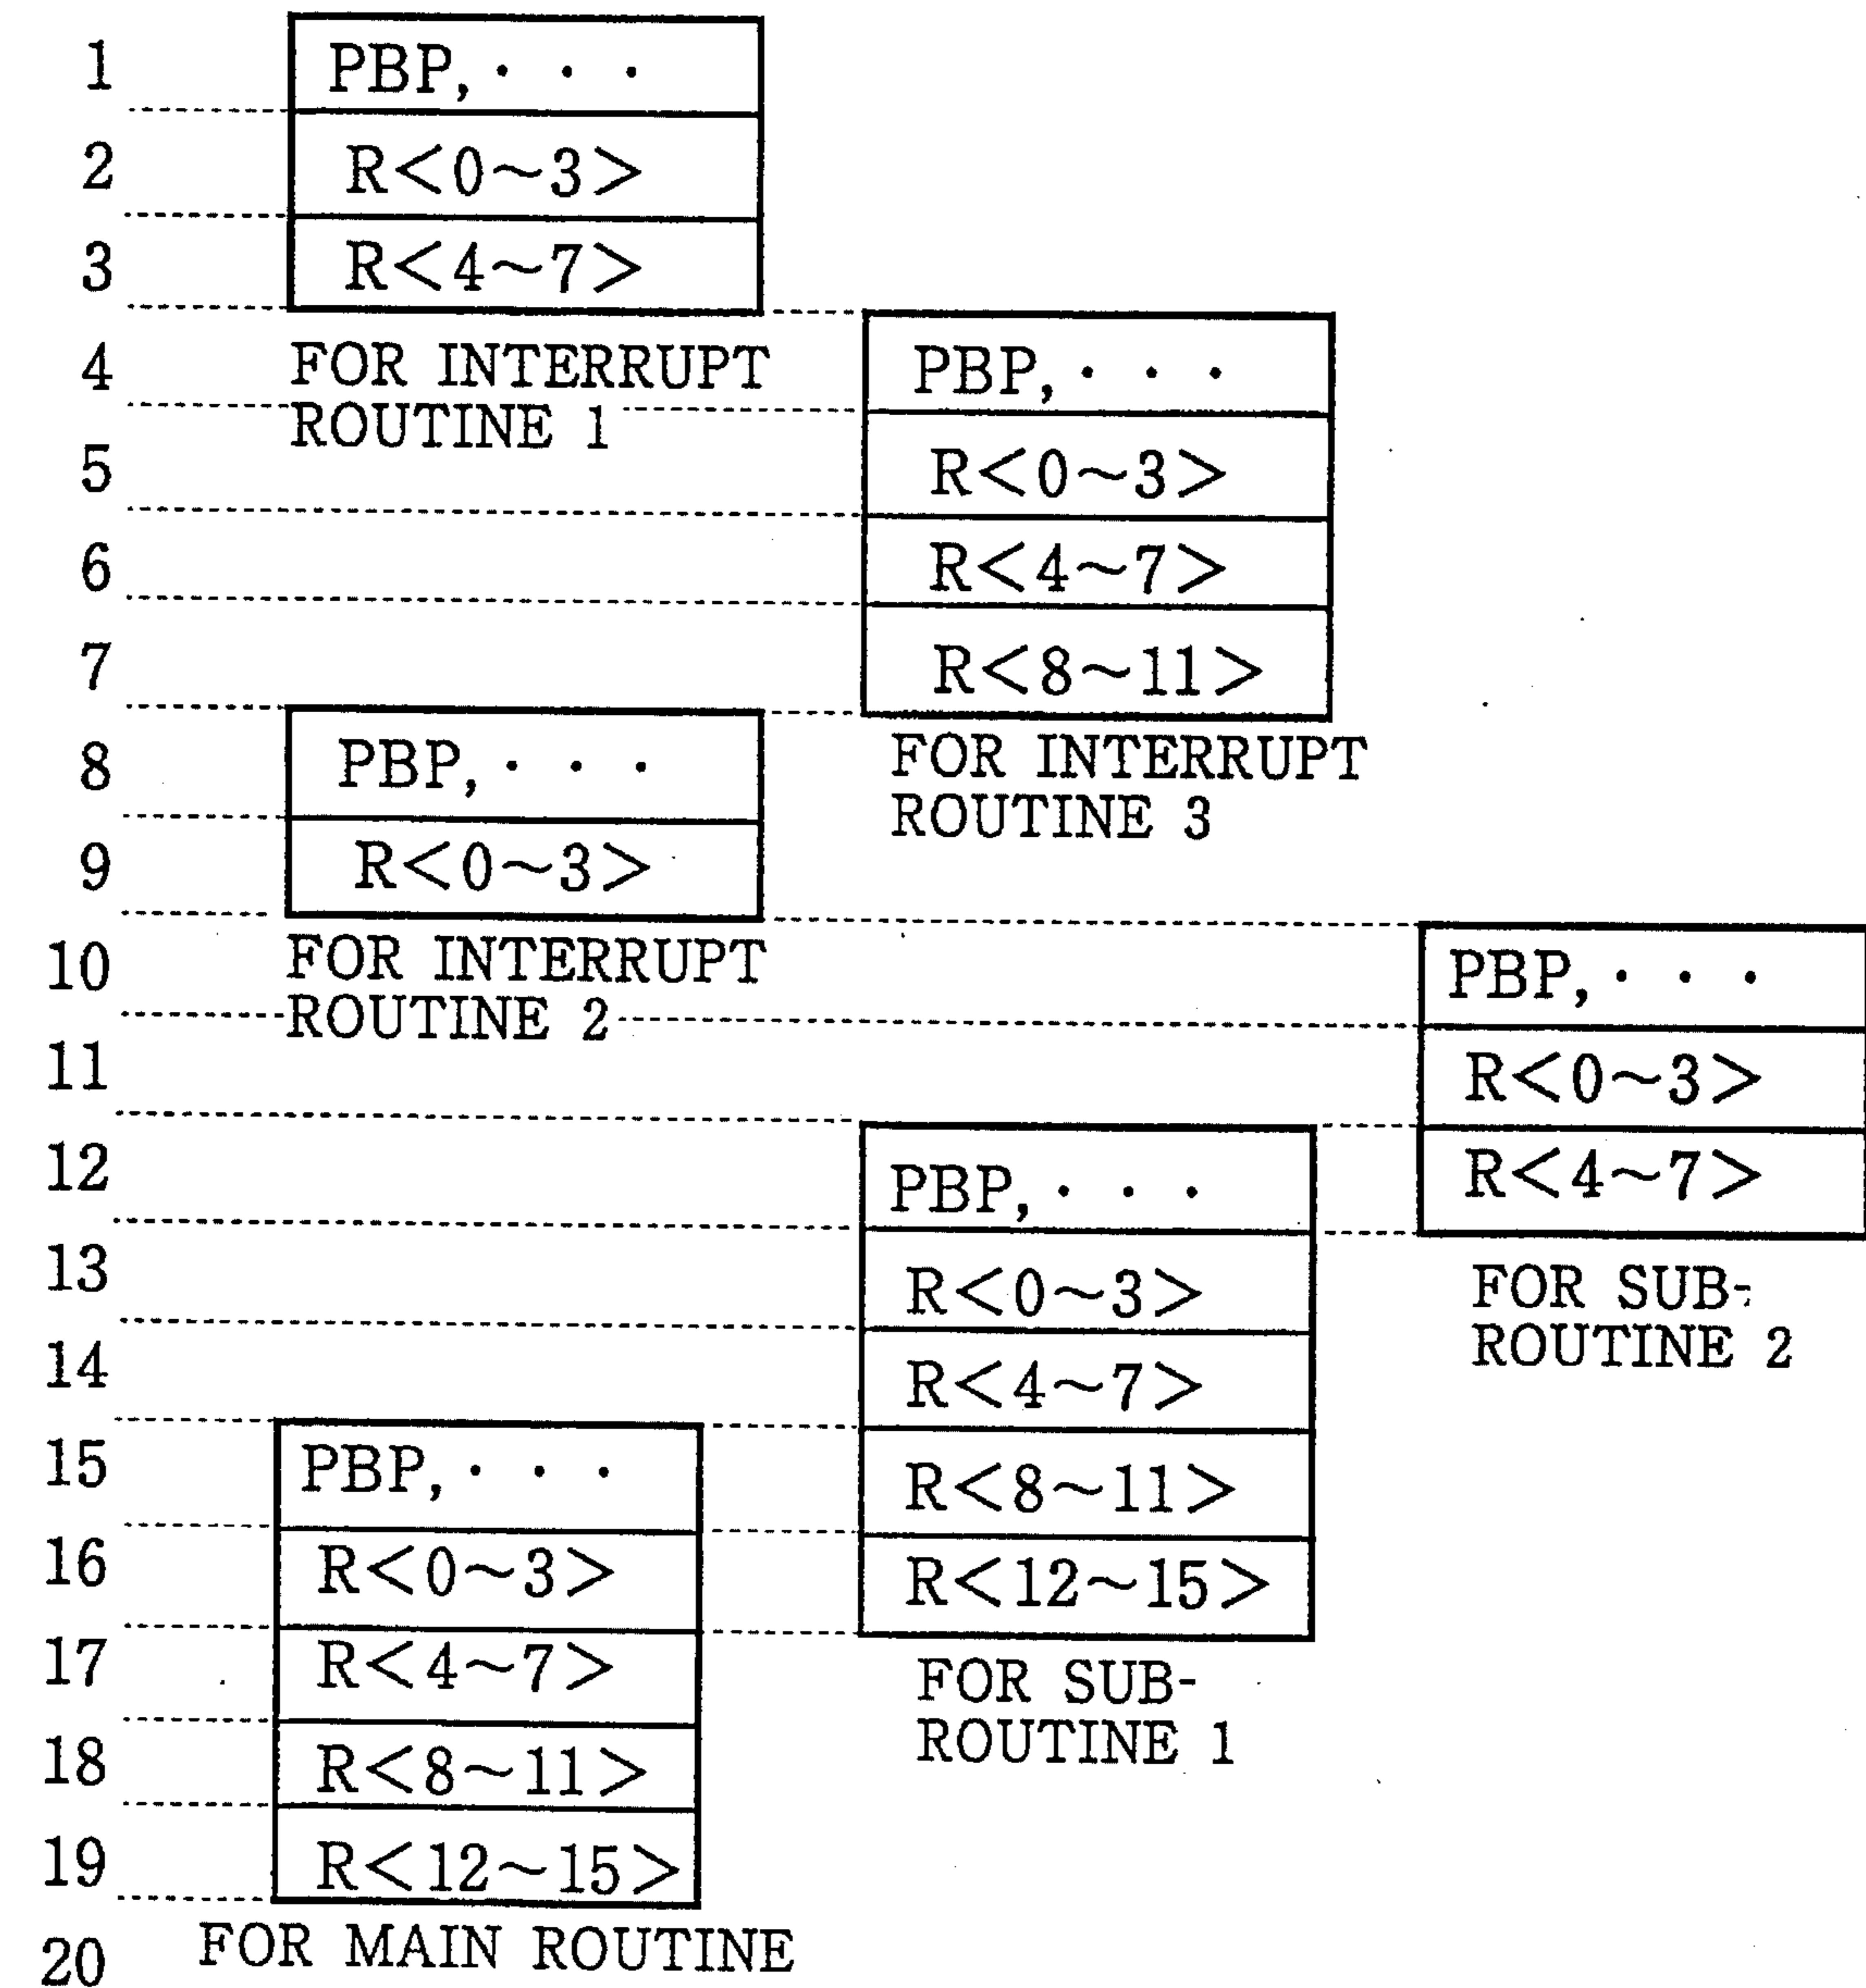 1 PBP, · · ·
2 R<0~3>
3 R<4~7>
4 FOR INTERRUPT PBP, · · ·
ROUTINE 1
5 R<0~3>
6 R<4~7>
7 R<8~11>
8 PBP, · · · FOR INTERRUPT
ROUTINE 3
9 R<0~3>
10 FOR INTERRUPT PBP, · · ·
ROUTINE 2
11 R<0~3>
12 PBP, · · · R<4~7>
13 R<0~3> FOR SUB-
ROUTINE 2
14 R<4~7>
15 PBP, · · · R<8~11>
16 R<0~3> R<12~15>
17 R<4~7> FOR SUB-
ROUTINE 1
18 R<8~11>
19 R<12~15>
20 FOR MAIN ROUTINE